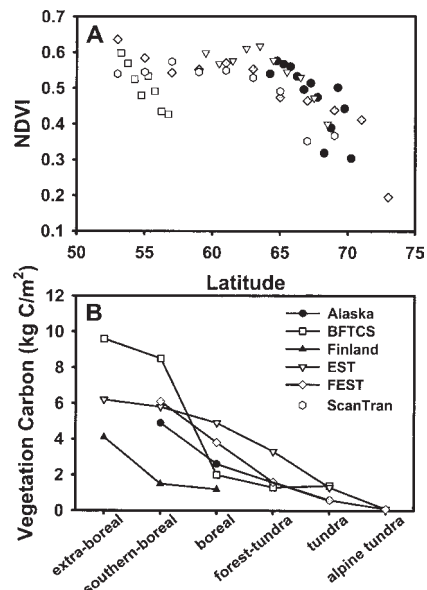 A
NDVI
0.7
0.6
0.5
0.4
0.3
0.2
0.1
50 55 60 65 70 75
Latitude
B
Vegetation Carbon (kg C/m²)
12
10
8
6
4
2
0
Alaska
BFTCS
Finland
EST
FEST
ScanTran
extra-boreal
southern-boreal
boreal
forest-tundra
tundra
alpine tundra